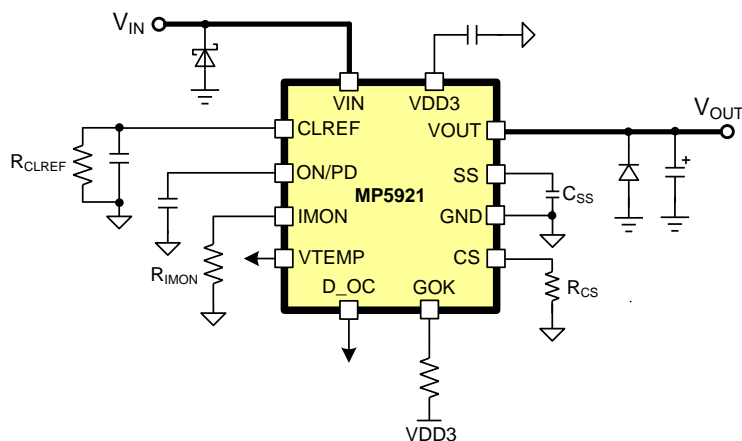 VIN
VIN
VDD3
CLREF
VOUT
VOUT
RCLREF
ON/PD
MP5921
SS
CSS
IMON
GND
RIMON
VTEMP
CS
D_OC
GOK
RCS
VDD3